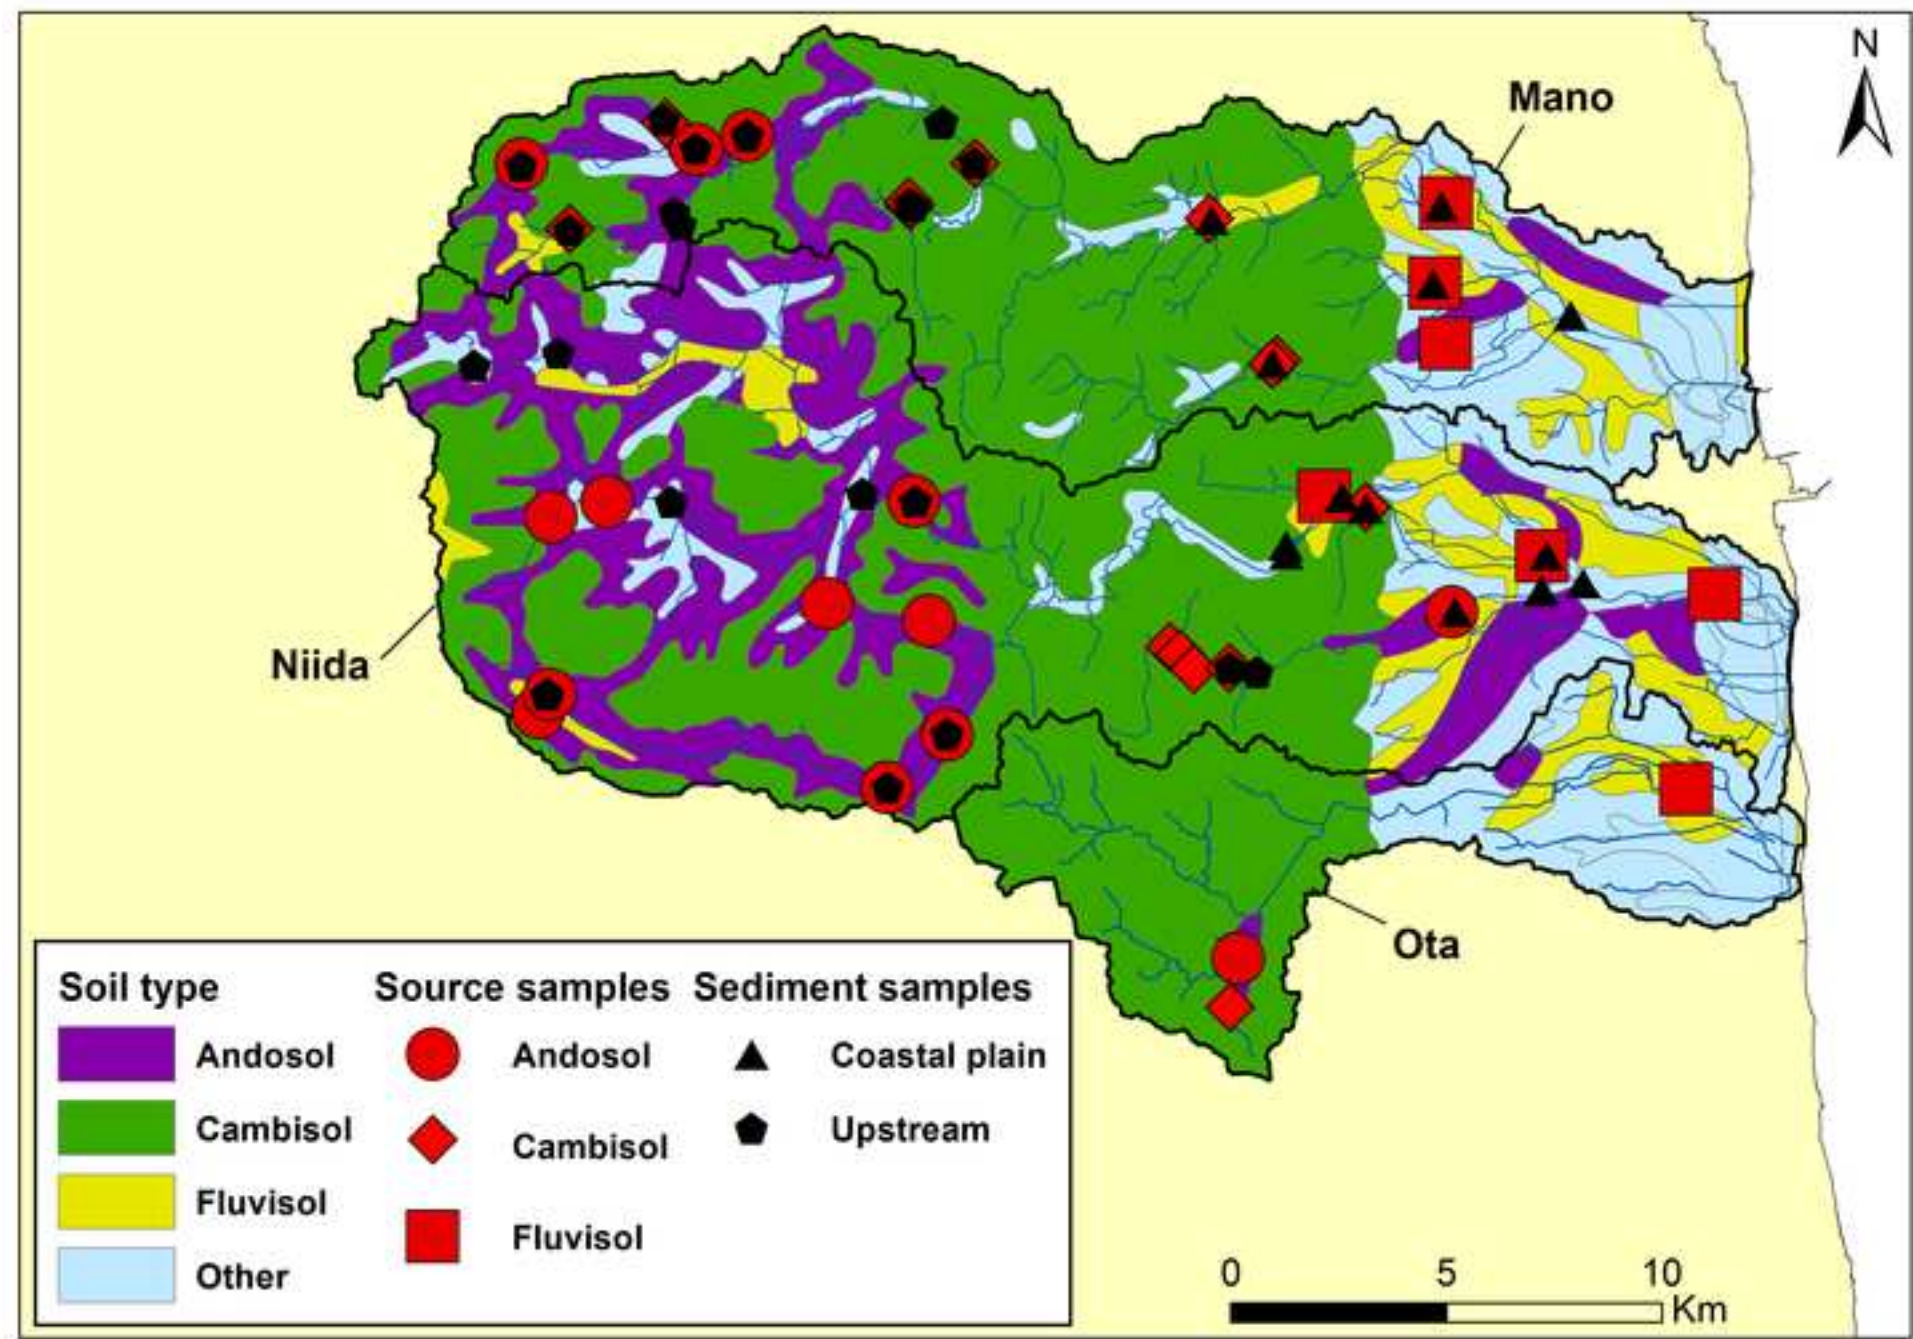 N
Mano
Niida
Ota
Soil type
Andosol
Cambisol
Fluvisol
Other
Source samples
Andosol
Cambisol
Fluvisol
Sediment samples
Coastal plain
Upstream
0 5 10
Km